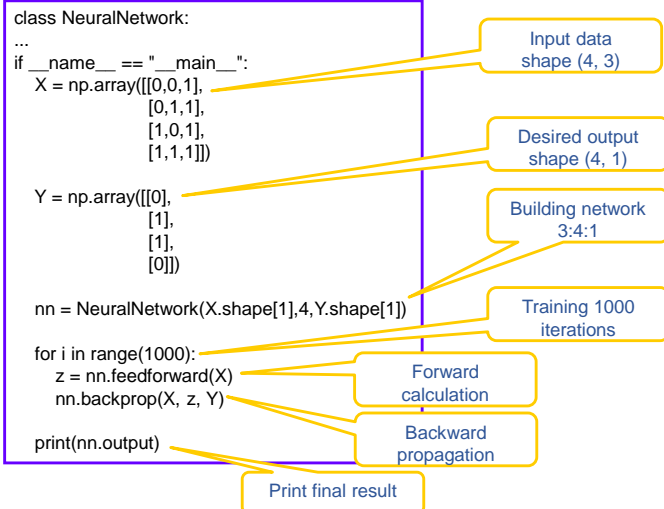 class NeuralNetwork:
...
if __name__ == "__main__":
X = np.array([[0,0,1],
[0,1,1],
[1,0,1],
[1,1,1]])
Y = np.array([[0],
[1],
[1],
[0]])
nn = NeuralNetwork(X.shape[1],4,Y.shape[1])
for i in range(1000):
z = nn.feedforward(X)
nn.backprop(X, z, Y)
print(nn.output)
Input data
shape (4, 3)
Desired output
shape (4, 1)
Building network
3:4:1
Training 1000
iterations
Forward
calculation
Backward
propagation
Print final result